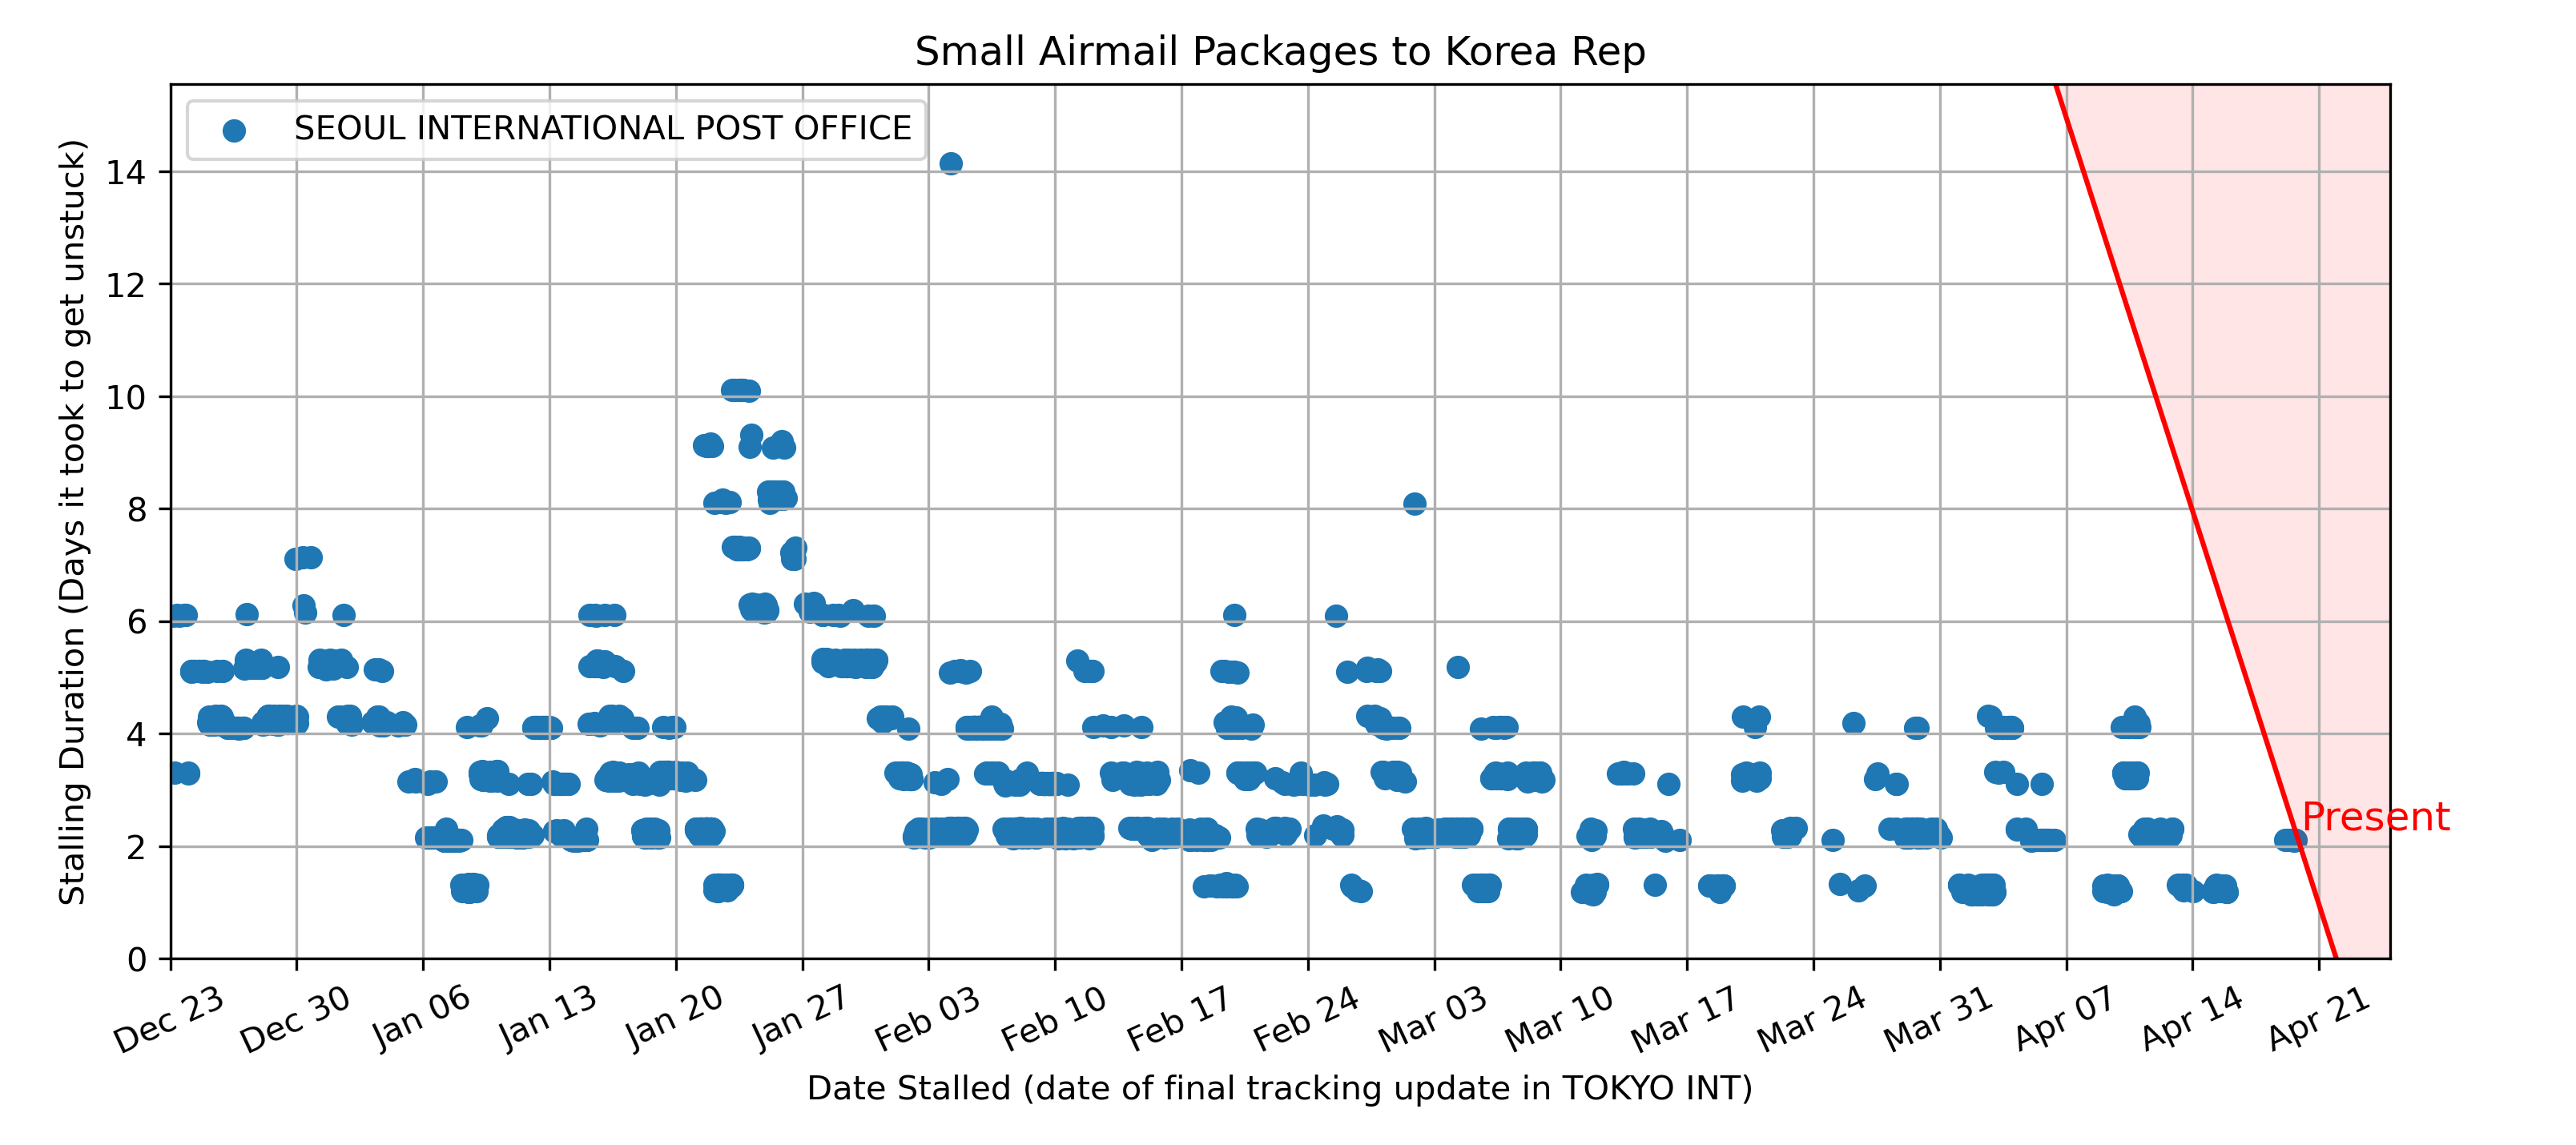 Small Airmail Packages to Korea Rep
SEOUL INTERNATIONAL POST OFFICE
Stalling Duration (Days it took to get unstuck)
14
12
10
8
6
4
2
0
Present
Dec 23
Dec 30
Jan 06
Jan 13
Jan 20
Jan 27
Feb 03
Feb 10
Feb 17
Feb 24
Mar 03
Mar 10
Mar 17
Mar 24
Mar 31
Apr 07
Apr 14
Apr 21
Date Stalled (date of final tracking update in TOKYO INT)